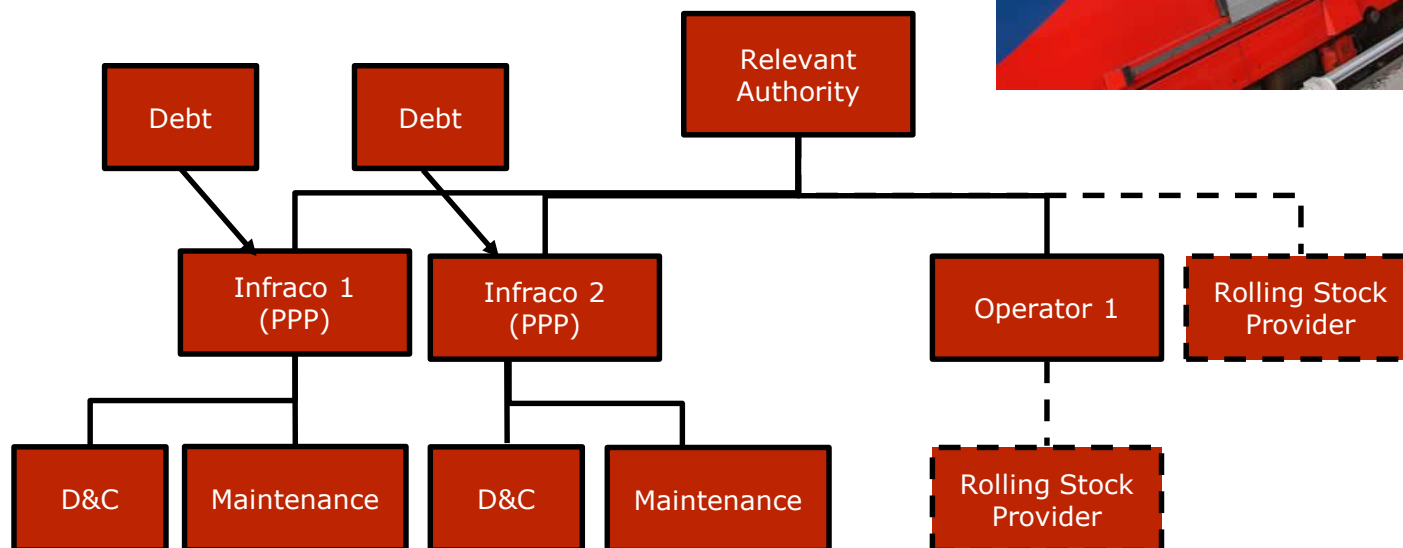 Relevant
Authority
Debt
Debt
Infraco 1
(PPP)
Infraco 2
(PPP)
Operator 1
Rolling Stock
Provider
D&C
Maintenance
D&C
Maintenance
Rolling Stock
Provider